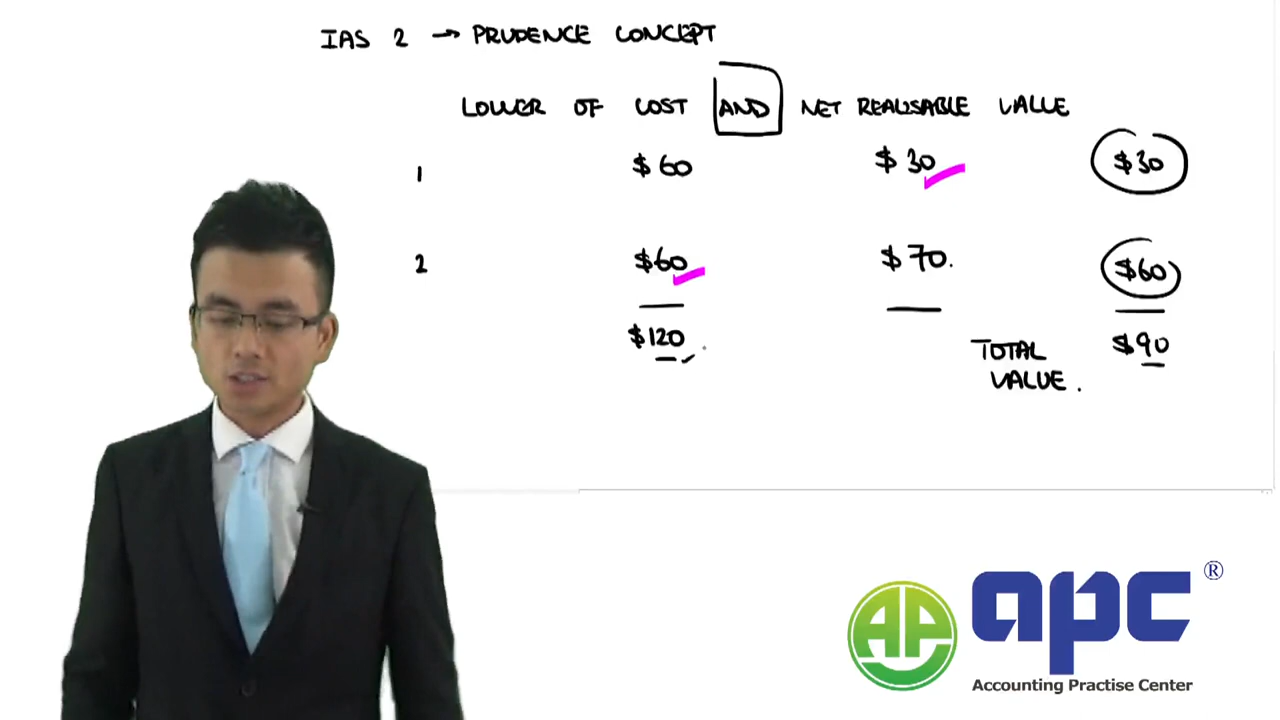 IAS 2 → PRUDENCE CONCEPT
LOWER OF COST AND NET REALISABLE VALUE
1 $60 $30 $30
2 $60 $70. $60
$120 TOTAL VALUE. $90
AP
apc®
Accounting Practise Center